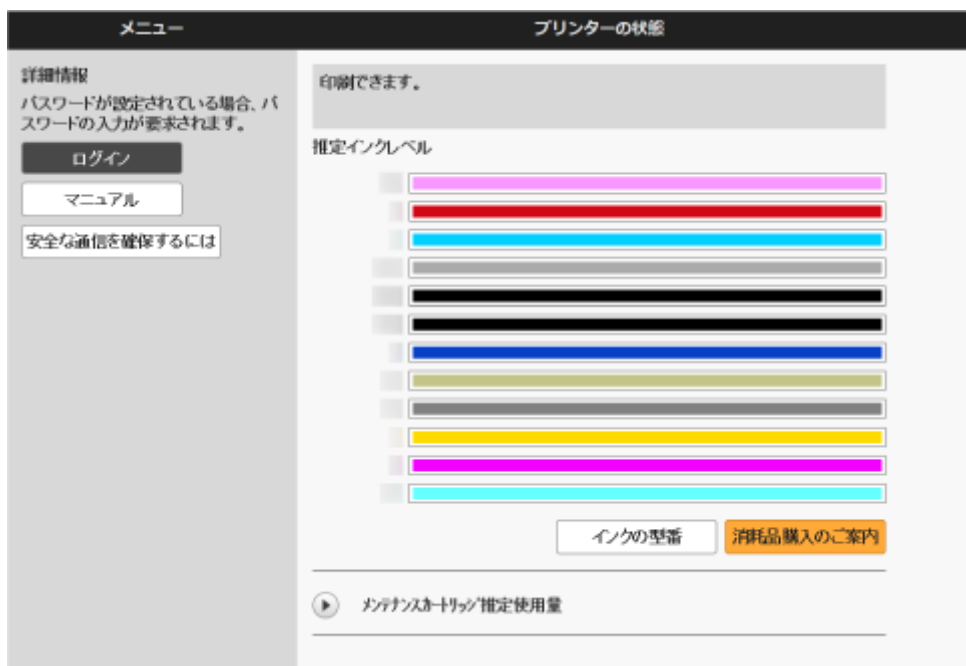 メニュー
プリンターの状態
詳細情報
パスワードが設定されている場合、パ
スワードの入力が要求されます。
ログイン
マニュアル
安全な通信を確保するには
印刷できます。
推定インクレベル
インクの型番
消耗品購入のご案内
メンテナンスカートリッジ推定使用量